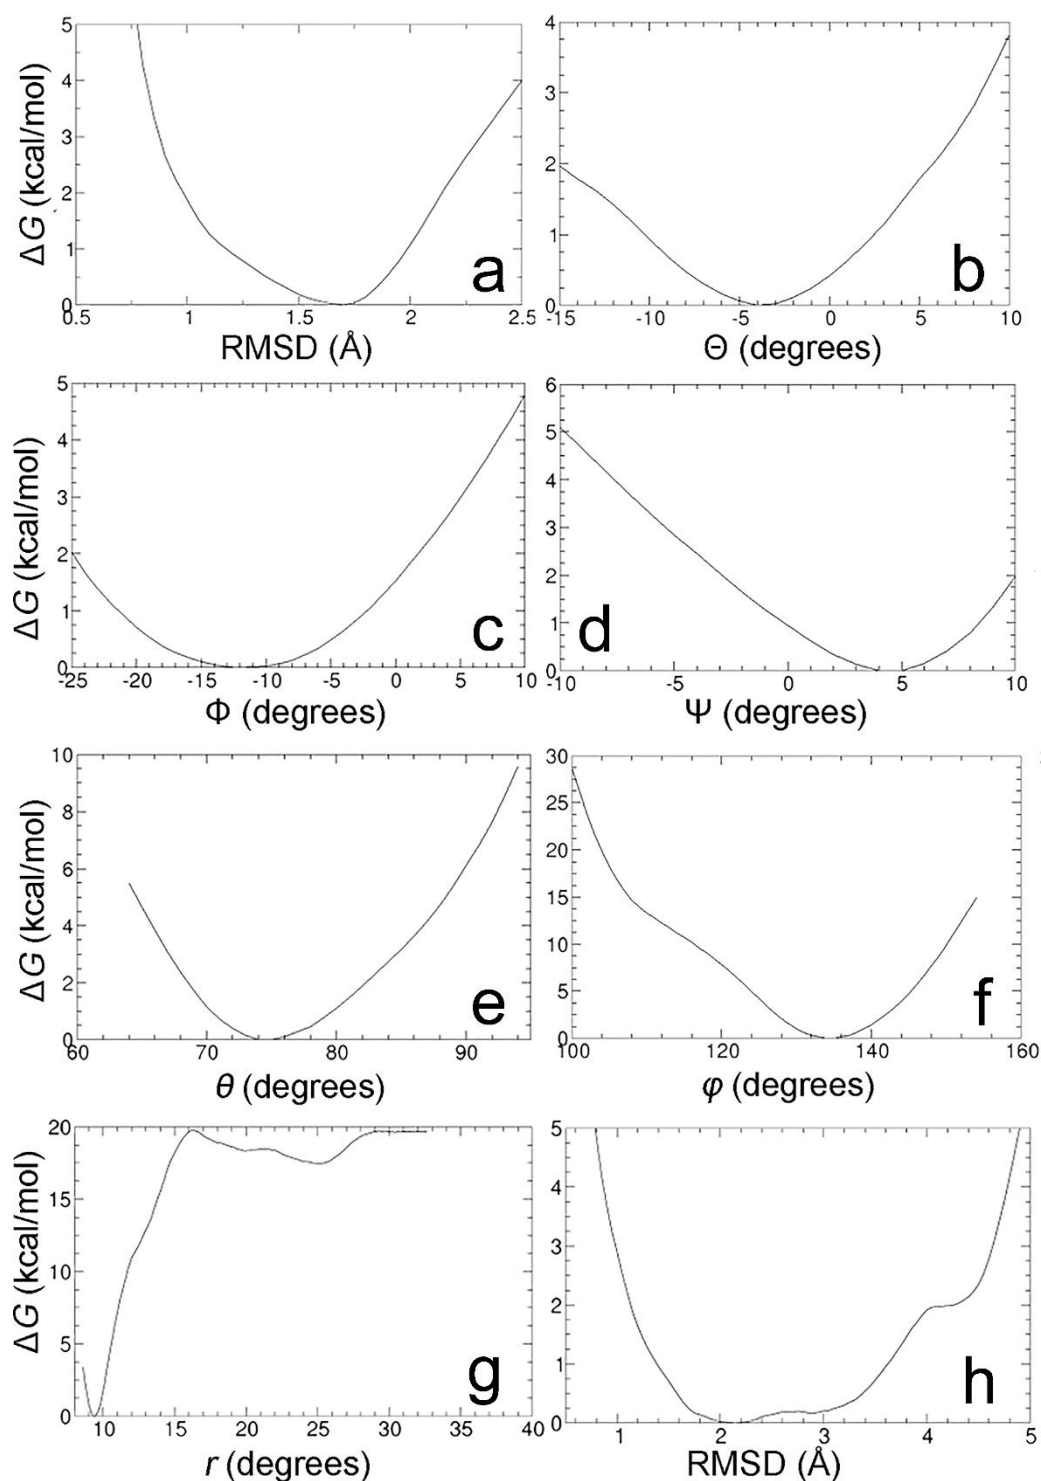 5
4
3
2
1
0
0.5 1 1.5 2 2.5
ΔG (kcal/mol)
RMSD (Å)
a
4
3
2
1
0
-15 -10 -5 0 5 10
Θ (degrees)
b
5
4
3
2
1
0
-25 -20 -15 -10 -5 0 5 10
ΔG (kcal/mol)
Φ (degrees)
c
6
5
4
3
2
1
0
-10 -5 0 5 10
Ψ (degrees)
d
10
8
6
4
2
0
60 70 80 90
ΔG (kcal/mol)
θ (degrees)
e
30
25
20
15
10
5
0
100 120 140 160
φ (degrees)
f
20
15
10
5
0
10 15 20 25 30 35 40
ΔG (kcal/mol)
r (degrees)
g
5
4
3
2
1
0
1 2 3 4 5
RMSD (Å)
h